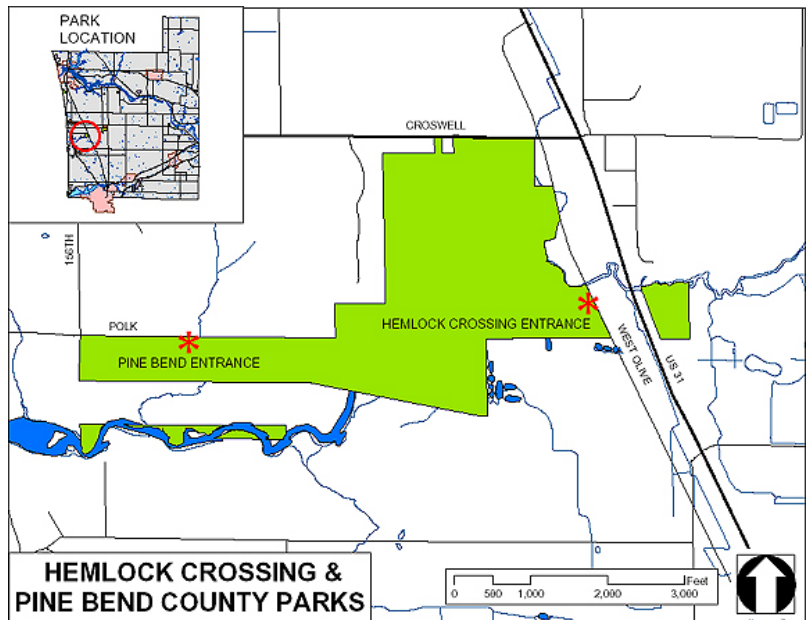 PARK
LOCATION
CROSWELL
156TH
POLK
HEMLOCK CROSSING ENTRANCE
PINE BEND ENTRANCE
WEST OLIVE
US 31
HEMLOCK CROSSING &
PINE BEND COUNTY PARKS
Feet
0 500 1,000 2,000 3,000